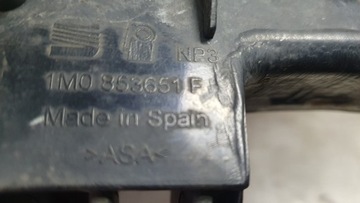 NP3
1M0 853651 F
Made in Spain
>ASA<